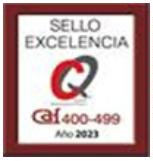 SELLO
EXCELENCIA
CAF 400-499
Año 2023